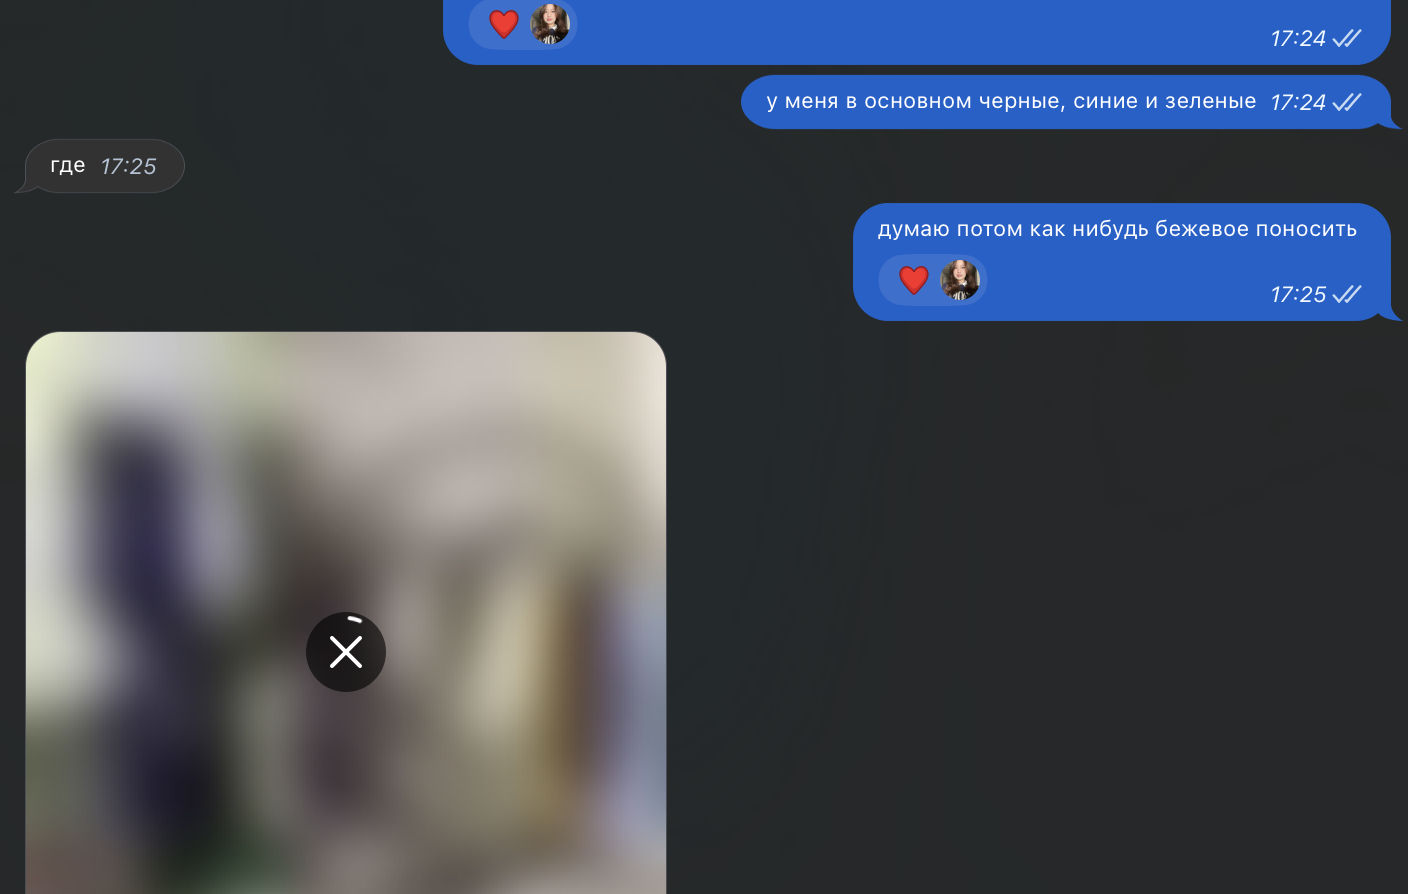 17:24
у меня в основном черные, синие и зеленые 17:24
где 17:25
думаю потом как нибудь бежевое поносить
17:25